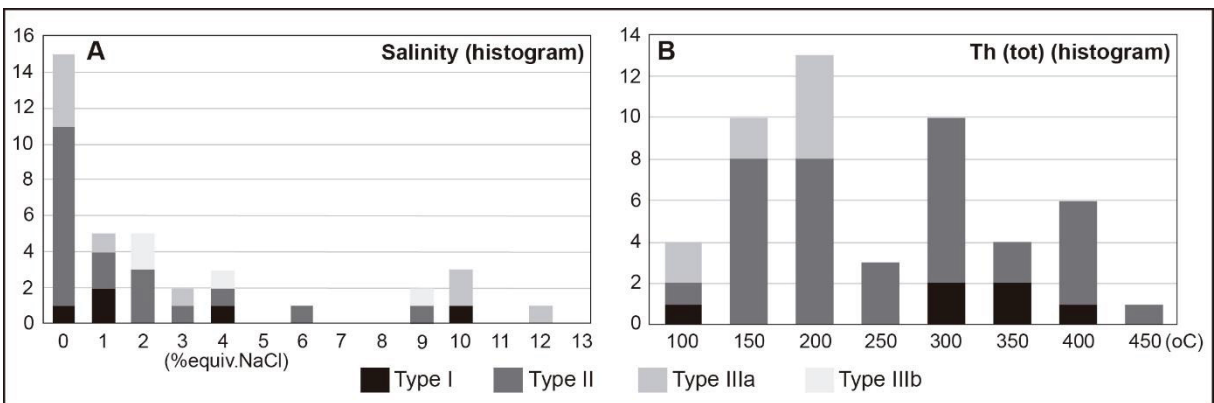 A Salinity (histogram)
16
14
12
10
8
6
4
2
0
0 1 2 3 4 5 6 7 8 9 10 11 12 13
(%equiv.NaCl)
B Th (tot) (histogram)
14
12
10
8
6
4
2
0
100 150 200 250 300 350 400 450 (oC)
Type I Type II Type IIIa Type IIIb